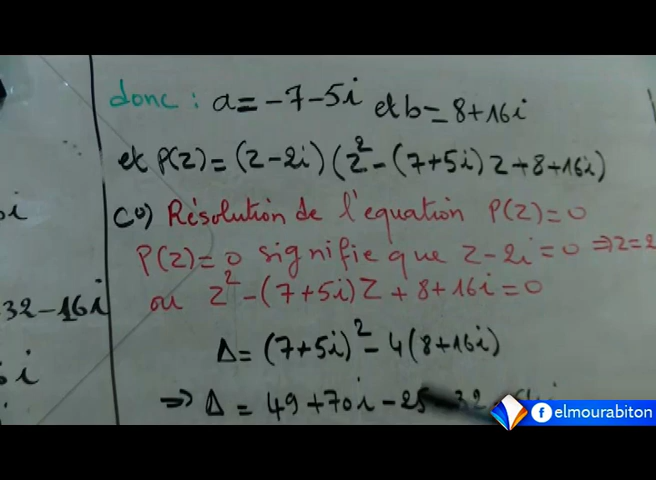 donc : a = -7-5i et b = 8+16i
et P(z) = (z-2i)(z²-(7+5i)z+8+16i)
i
C°) Résolution de l'equation P(z)=0
P(z)=0 signifie que z-2i=0 ⇒ z=2
32-16i
ou z²-(7+5i)z+8+16i=0
Δ = (7+5i)²-4(8+16i)
i
⇒ Δ = 49+70i-25
elmourabiton